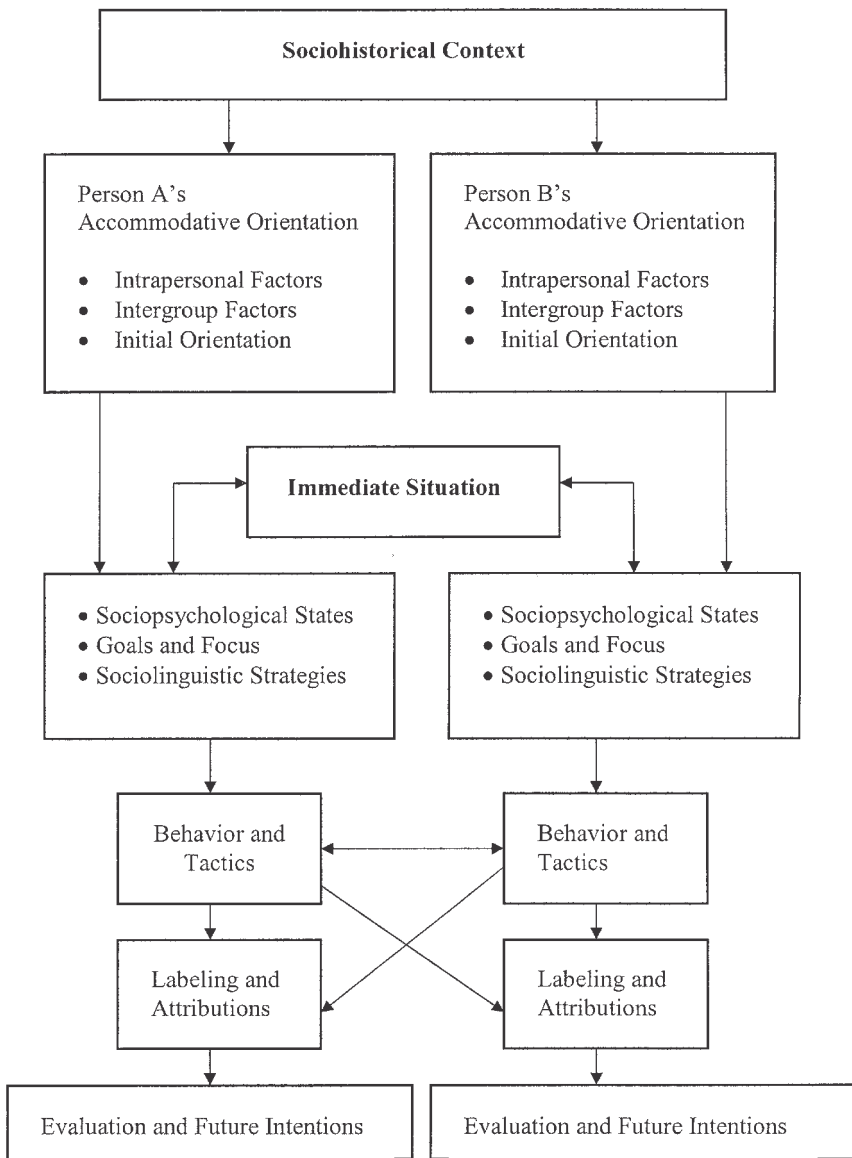 Sociohistorical Context
Person A's
Accommodative Orientation
• Intrapersonal Factors
• Intergroup Factors
• Initial Orientation
Person B's
Accommodative Orientation
• Intrapersonal Factors
• Intergroup Factors
• Initial Orientation
Immediate Situation
• Sociopsychological States
• Goals and Focus
• Sociolinguistic Strategies
• Sociopsychological States
• Goals and Focus
• Sociolinguistic Strategies
Behavior and
Tactics
Behavior and
Tactics
Labeling and
Attributions
Labeling and
Attributions
Evaluation and Future Intentions
Evaluation and Future Intentions